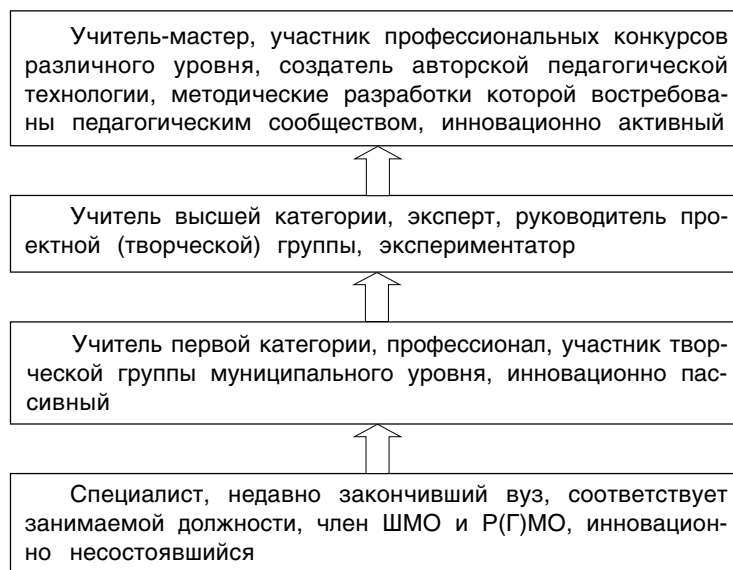 Учитель-мастер, участник профессиональных конкурсов
различного уровня, создатель авторской педагогической
технологии, методические разработки которой востребова-
ны педагогическим сообществом, инновационно активный
Учитель высшей категории, эксперт, руководитель про-
ектной (творческой) группы, экспериментатор
Учитель первой категории, профессионал, участник твор-
ческой группы муниципального уровня, инновационно пас-
сивный
Специалист, недавно закончивший вуз, соответствует
занимаемой должности, член ШМО и Р(Г)МО, инновацион-
но несостоявшийся